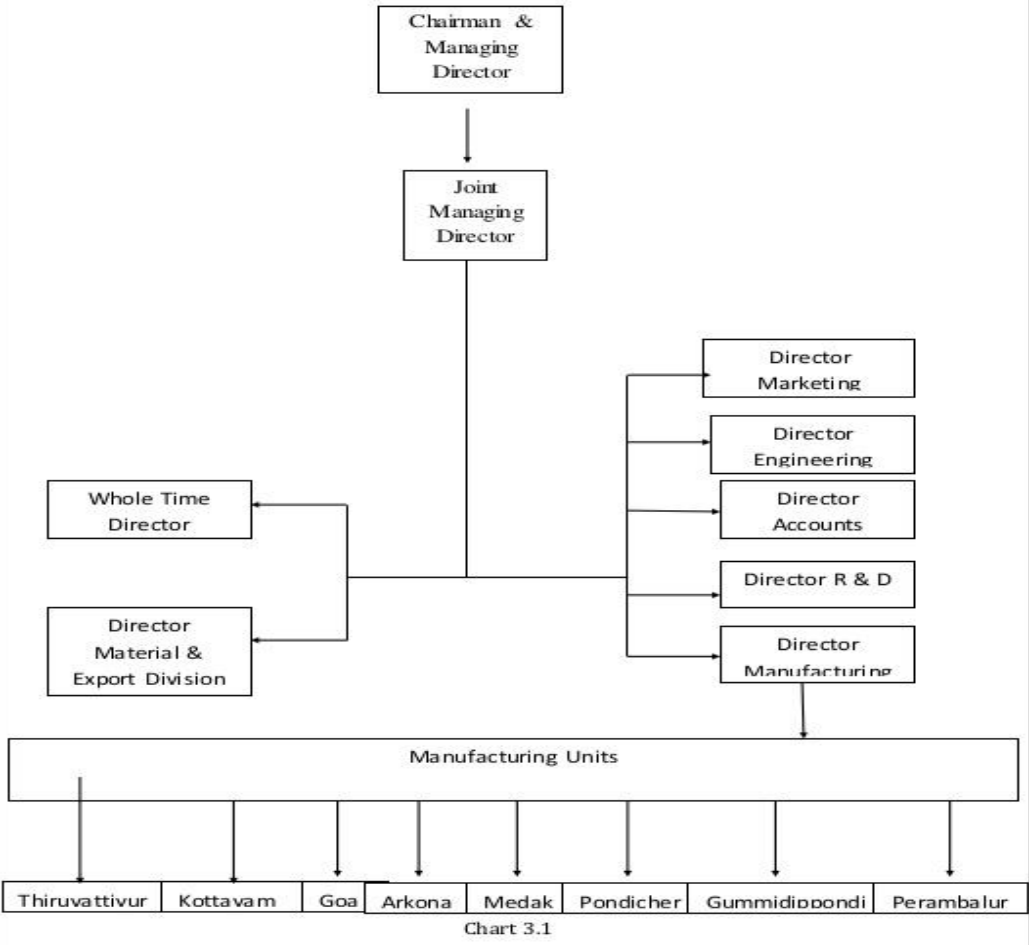 Chairman &
Managing
Director
Joint
Managing
Director
Director
Marketing
Director
Engineering
Whole Time
Director
Director
Accounts
Director R & D
Director
Material &
Export Division
Director
Manufacturing
Manufacturing Units
Thiruvattivur
Kottavam
Goa
Arkona
Medak
Pondicher
Gummidippondi
Perambalur
Chart 3.1